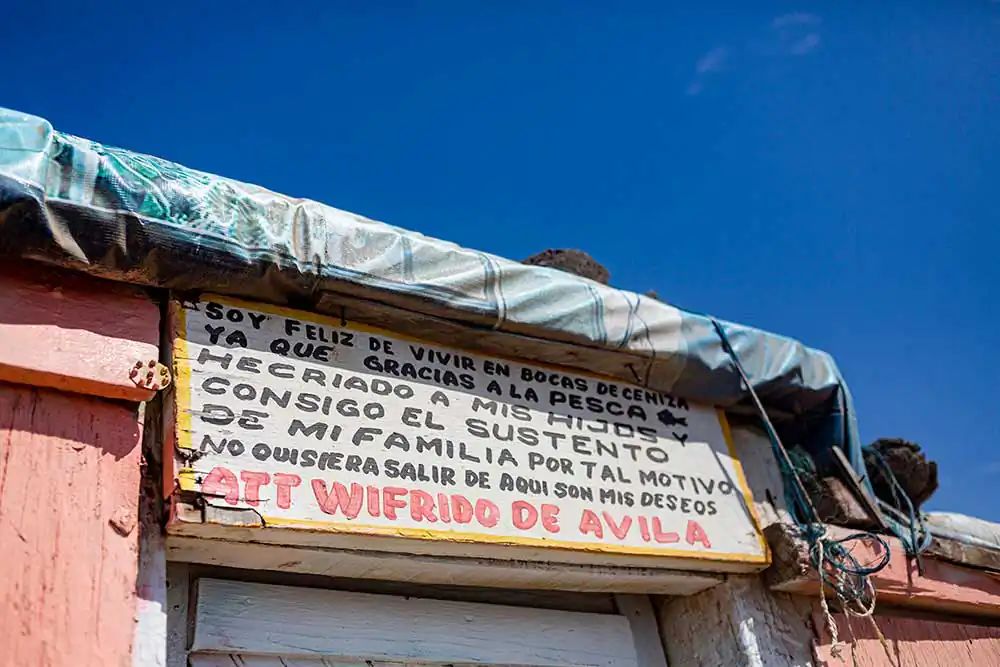 SOY FELIZ DE VIVIR EN BOCAS DE CENIZA
YA QUE GRACIAS A LA PESCA
HECRIADO A MIS HIJOS Y
CONSIGO EL SUSTENTO
DE MI FAMILIA POR TAL MOTIVO
NO QUISIERA SALIR DE AQUI SON MIS DESEOS
ATT WIFRIDO DE AVILA